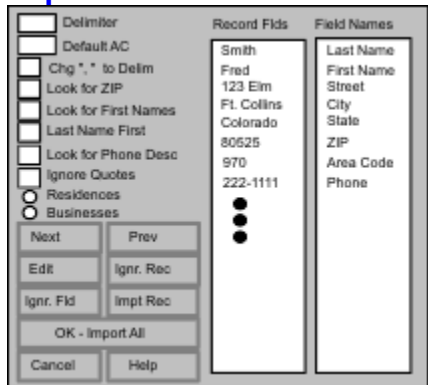 Delimiter
Default AC
Chg ", " to Delim
Look for ZIP
Look for First Names
Last Name First
Look for Phone Desc
Ignore Quotes
Residences
Businesses
Next Prev
Edit Ignr. Rec
Ignr. Fld Impt Rec
OK - Import All
Cancel Help
Record Flds
Smith
Fred
123 Elm
Ft. Collins
Colorado
80525
970
222-1111
Field Names
Last Name
First Name
Street
City
State
ZIP
Area Code
Phone